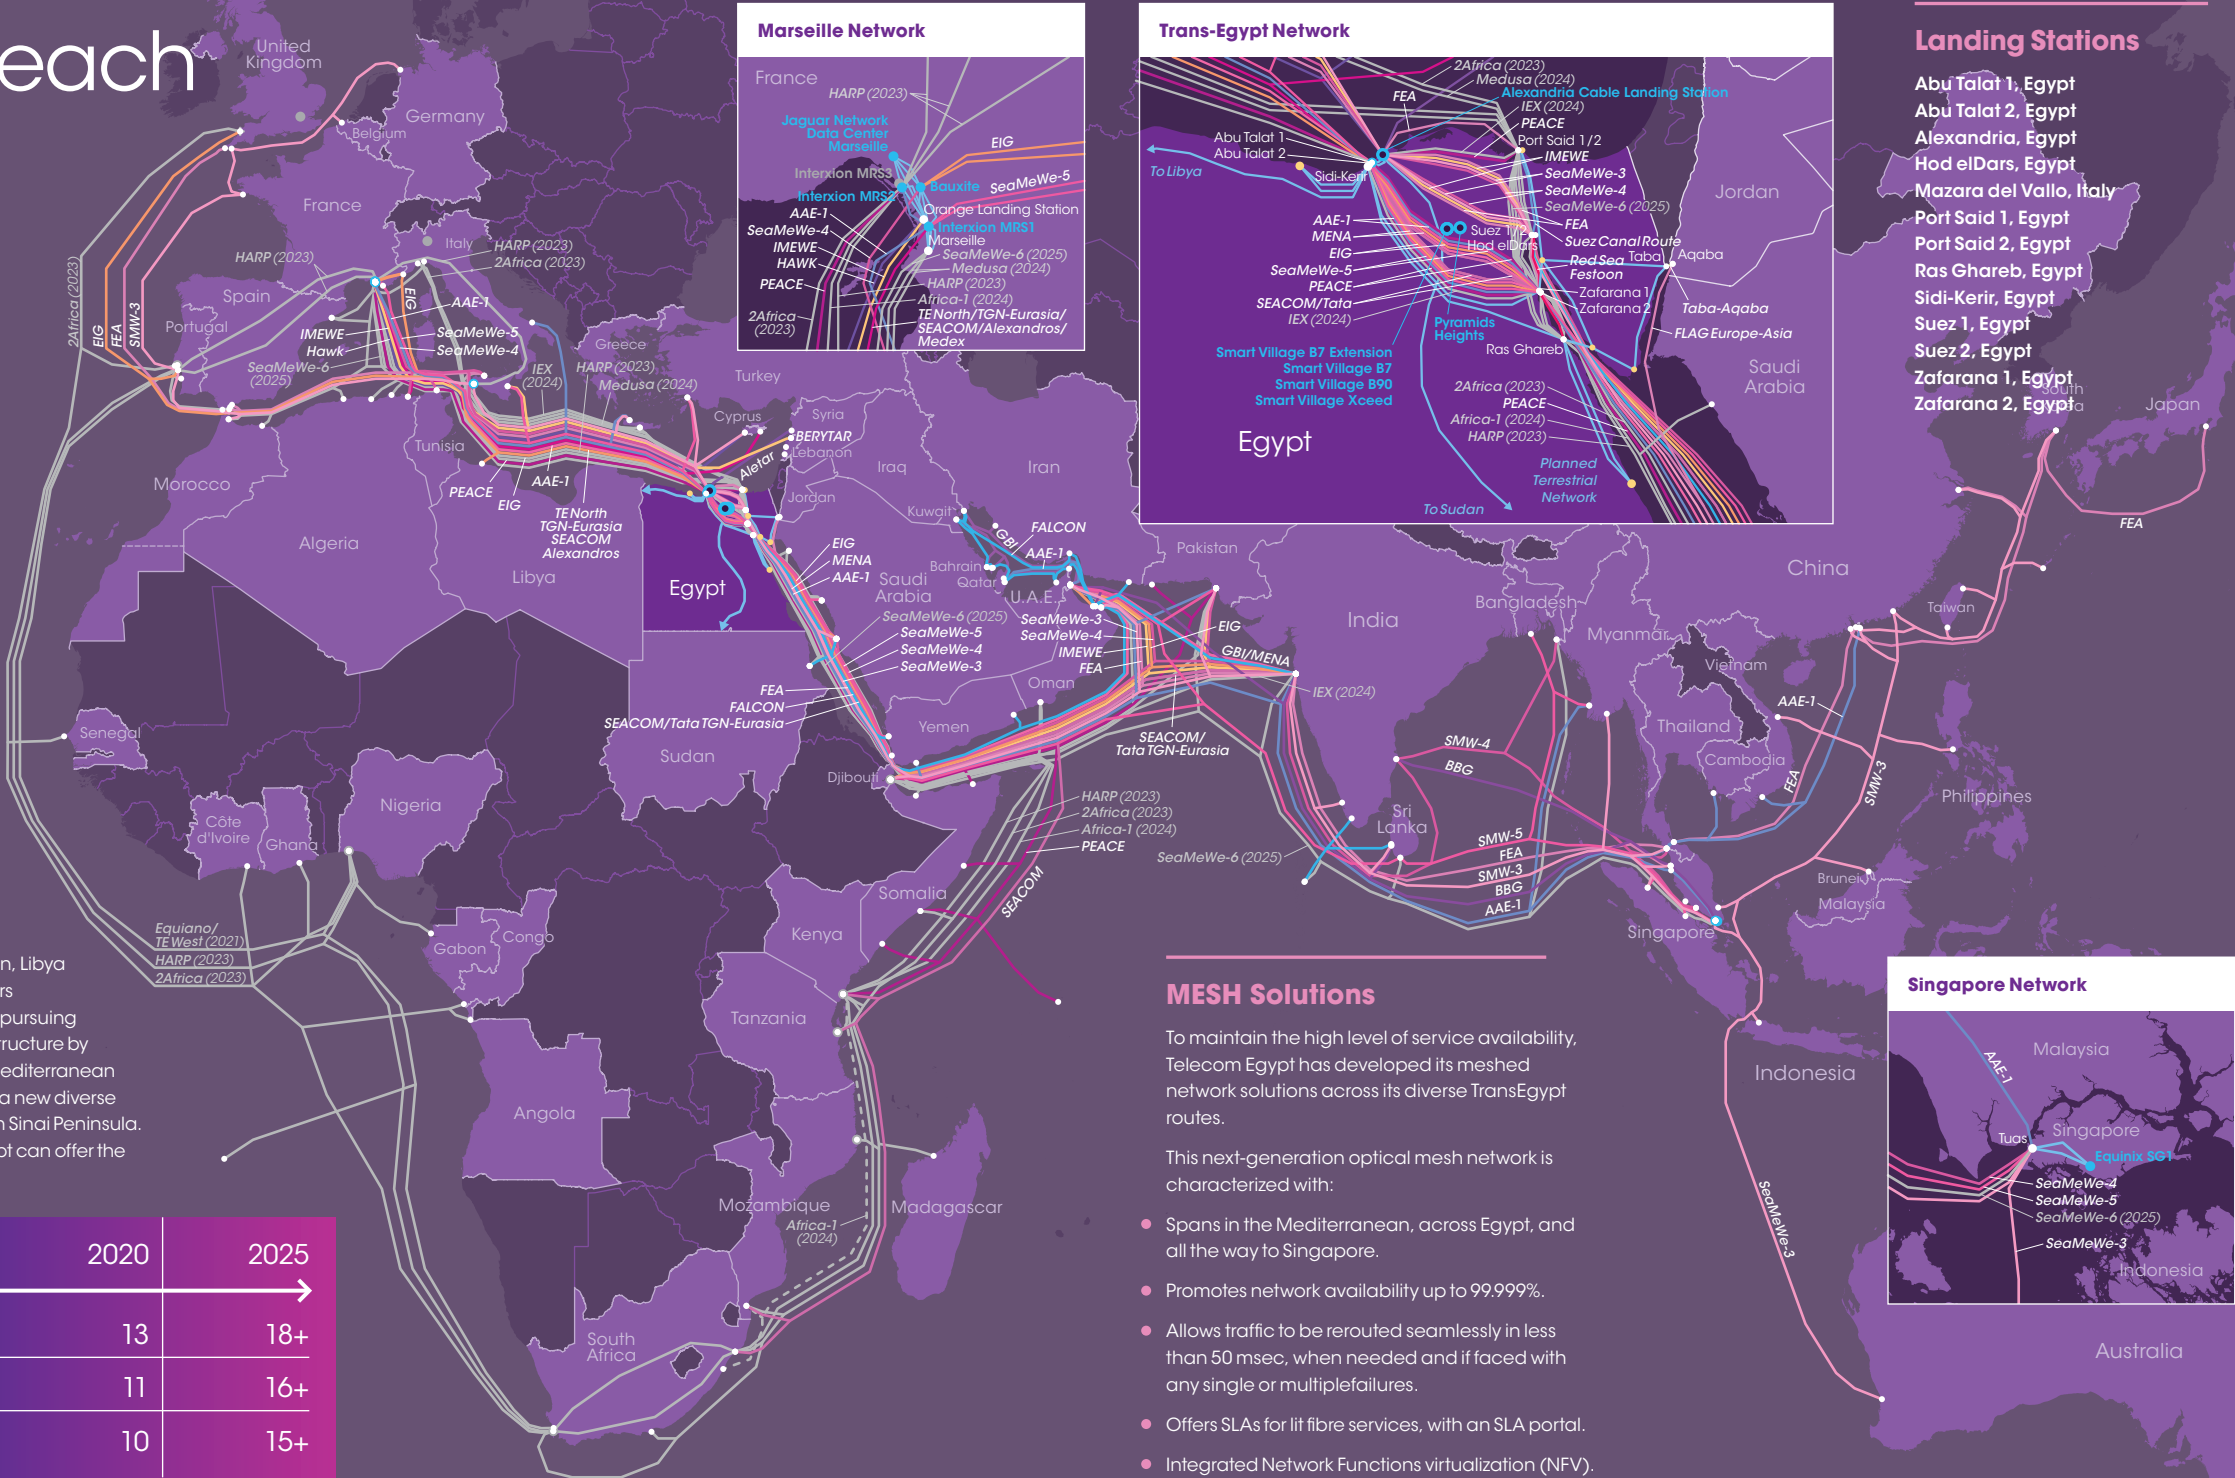 each
United
Kingdom
Germany
Belgium
France
Italy
Spain
Portugal
Greece
Turkey
Cyprus
Syria
Lebanon
Jordan
Iraq
Iran
Kuwait
Bahrain
Qatar
U.A.E.
Saudi
Arabia
Oman
Yemen
Djibouti
Morocco
Algeria
Tunisia
Libya
Egypt
Sudan
Senegal
Côte
d'Ivoire
Ghana
Nigeria
Gabon
Congo
Angola
Somalia
Kenya
Tanzania
Mozambique
Madagascar
South
Africa
Pakistan
India
Sri
Lanka
Bangladesh
Myanmar
Thailand
Vietnam
Cambodia
China
Taiwan
South
Japan
Philippines
Brunei
Malaysia
Singapore
Indonesia
Australia
2Africa (2023)
EIG
FEA
SMW-3
HARP (2023)
HARP (2023)
2Africa (2023)
EIG
AAE-1
IMEWE
Hawk
SeaMeWe-6
(2025)
SeaMeWe-5
SeaMeWe-4
IEX
(2024)
HARP (2023)
Medusa (2024)
BERYTAR
Aletar
PEACE
EIG
AAE-1
TE North
TGN-Eurasia
SEACOM
Alexandros
EIG
MENA
AAE-1
SeaMeWe-6 (2025)
SeaMeWe-5
SeaMeWe-4
SeaMeWe-3
FEA
FALCON
SEACOM/Tata TGN-Eurasia
GBI
FALCON
AAE-1
SeaMeWe-3
SeaMeWe-4
IMEWE
FEA
EIG
GBI/MENA
IEX (2024)
SEACOM/
Tata TGN-Eurasia
HARP (2023)
2Africa (2023)
Africa-1 (2024)
PEACE
SEACOM
SeaMeWe-6 (2025)
SMW-4
BBG
SMW-5
FEA
SMW-3
BBG
AAE-1
AAE-1
FEA
SMW-3
FEA
SeaMeWe-3
Equiano/
TE West (2021)
HARP (2023)
2Africa (2023)
Africa-1
(2024)
Marseille Network
France
HARP (2023)
Jaguar Network
Data Center
Marseille
EIG
Interxion MRS3
Interxion MRS2
Bauxite
SeaMeWe-5
AAE-1
SeaMeWe-4
IMEWE
HAWK
PEACE
2Africa
(2023)
Orange Landing Station
Interxion MRS1
Marseille
SeaMeWe-6 (2025)
Medusa (2024)
HARP (2023)
Africa-1 (2024)
TE North/TGN-Eurasia/
SEACOM/Alexandros/
Medex
Trans-Egypt Network
2Africa (2023)
Medusa (2024)
Alexandria Cable Landing Station
FEA
IEX (2024)
PEACE
Abu Talat 1
Abu Talat 2
Port Said 1/2
To Libya
Sidi-Kerir
IMEWE
SeaMeWe-3
SeaMeWe-4
SeaMeWe-6 (2025)
FEA
Jordan
AAE-1
MENA
EIG
SeaMeWe-5
PEACE
SEACOM/Tata
IEX (2024)
Suez 1/2
Hod elDars
Suez Canal Route
Red Sea
Festoon
Taba
Aqaba
Zafarana 1
Zafarana 2
Taba-Aqaba
FLAG Europe-Asia
Pyramids
Heights
Ras Ghareb
Smart Village B7 Extension
Smart Village B7
Smart Village B90
Smart Village Xceed
Saudi
Arabia
2Africa (2023)
PEACE
Africa-1 (2024)
HARP (2023)
Egypt
Planned
Terrestrial
Network
To Sudan
Landing Stations
Abu Talat 1, Egypt
Abu Talat 2, Egypt
Alexandria, Egypt
Hod elDars, Egypt
Mazara del Vallo, Italy
Port Said 1, Egypt
Port Said 2, Egypt
Ras Ghareb, Egypt
Sidi-Kerir, Egypt
Suez 1, Egypt
Suez 2, Egypt
Zafarana 1, Egypt
Zafarana 2, Egypt
n, Libya
rs
pursuing
ructure by
editerranean
a new diverse
n Sinai Peninsula.
ot can offer the
2020 2025
13 18+
11 16+
10 15+
MESH Solutions
To maintain the high level of service availability,
Telecom Egypt has developed its meshed
network solutions across its diverse TransEgypt
routes.
This next-generation optical mesh network is
characterized with:
Spans in the Mediterranean, across Egypt, and
all the way to Singapore.
Promotes network availability up to 99.999%.
Allows traffic to be rerouted seamlessly in less
than 50 msec, when needed and if faced with
any single or multiplefailures.
Offers SLAs for lit fibre services, with an SLA portal.
Integrated Network Functions virtualization (NFV).
Singapore Network
AAE-1
Malaysia
Tuas
Singapore
Equinix SG1
SeaMeWe-4
SeaMeWe-5
SeaMeWe-6 (2025)
SeaMeWe-3
Indonesia